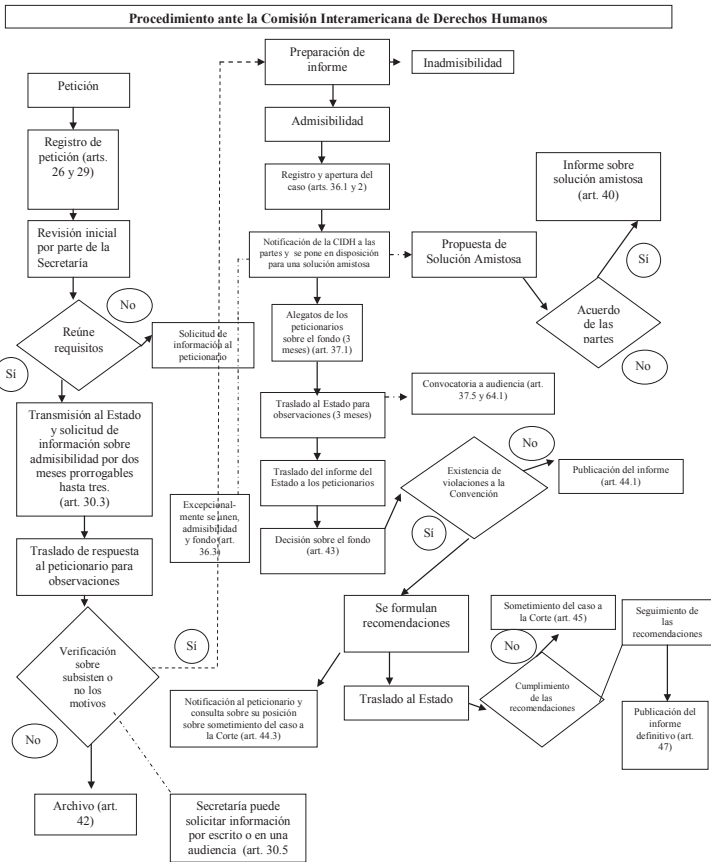 Procedimiento ante la Comisión Interamericana de Derechos Humanos
Petición
Registro de
petición (arts.
26 y 29)
Revisión inicial
por parte de la
Secretaría
No
Reúne
requisitos
Solicitud de
información al
peticionario
Sí
Transmisión al Estado
y solicitud de
información sobre
admisibilidad por dos
meses prorrogables
hasta tres.
(art. 30.3)
Traslado de respuesta
al peticionario para
observaciones
Verificación
sobre
subsisten o
no los
motivos
Sí
No
Archivo (art.
42)
Secretaría puede
solicitar información
por escrito o en una
audiencia (art. 30.5
Excepcional-
mente se unen,
admisibilidad
y fondo (art.
36.3)
Preparación de
informe
Inadmisibilidad
Admisibilidad
Registro y apertura del
caso (arts. 36.1 y 2)
Notificación de la CIDH a las
partes y se pone en disposición
para una solución amistosa
Propuesta de
Solución Amistosa
Acuerdo
de las
partes
Sí
No
Informe sobre
solución amistosa
(art. 40)
Alegatos de los
peticionarios
sobre el fondo (3
meses) (art. 37.1)
Traslado al Estado para
observaciones (3 meses)
Convocatoria a audiencia (art.
37.5 y 64.1)
Traslado del informe del
Estado a los peticionarios
Decisión sobre el fondo
(art. 43)
Existencia de
violaciones a la
Convención
No
Publicación del informe
(art. 44.1)
Sí
Se formulan
recomendaciones
Notificación al peticionario y
consulta sobre su posición
sobre sometimiento del caso a
la Corte (art. 44.3)
Traslado al Estado
Cumplimiento
de las
recomendaciones
No
Sometimiento del caso a
la Corte (art. 45)
Seguimiento de
las
recomendaciones
Publicación del
informe
definitivo (art.
47)